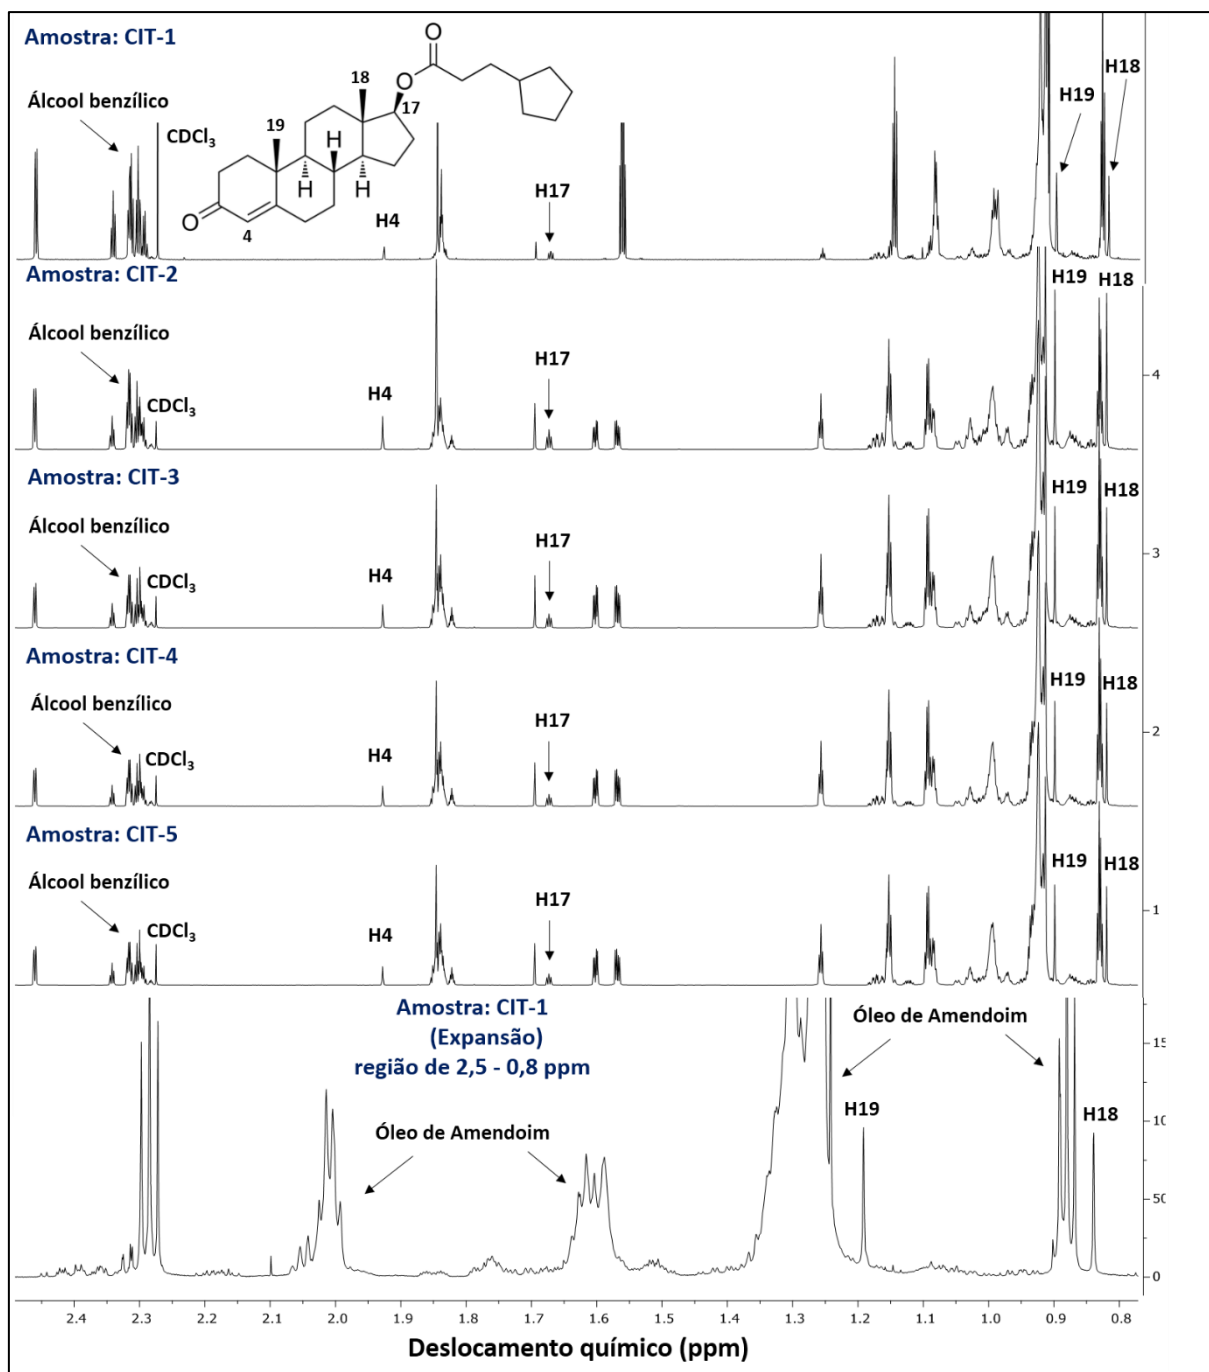 Amostra: CIT-1
O
18
O
Álcool benzílico
H18
H19
17
CDCl₃
19
H
H
H
H17
H4
O
4
Amostra: CIT-2
H19
H18
Álcool benzílico
H17
CDCl₃
4
H4
Amostra: CIT-3
H19
H18
Álcool benzílico
H17
CDCl₃
H4
3
Amostra: CIT-4
H19
H18
Álcool benzílico
H17
CDCl₃
H4
2
Amostra: CIT-5
H19
H18
Álcool benzílico
H17
CDCl₃
H4
1
Amostra: CIT-1
(Expansão)
região de 2,5 - 0,8 ppm
Óleo de Amendoim
15
H19
H18
10
Óleo de Amendoim
50
25
0
2.4 2.3 2.2 2.1 2.0 1.9 1.8 1.7 1.6 1.5 1.4 1.3 1.2 1.1 1.0 0.9 0.8
Deslocamento químico (ppm)